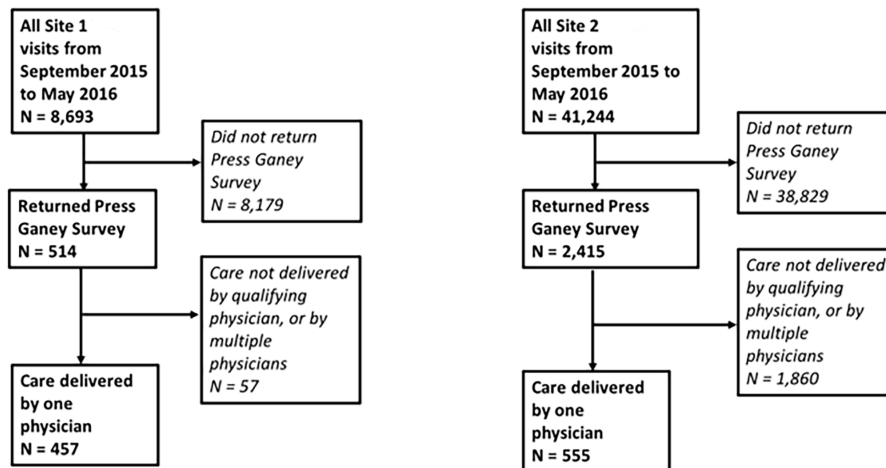 All Site 1
visits from
September 2015
to May 2016
N = 8,693
Did not return
Press Ganey
Survey
N = 8,179
Returned Press
Ganey Survey
N = 514
Care not delivered
by qualifying
physician, or by
multiple
physicians
N = 57
Care delivered
by one
physician
N = 457
All Site 2
visits from
September 2015 to
May 2016
N = 41,244
Did not return
Press Ganey
Survey
N = 38,829
Returned Press
Ganey Survey
N = 2,415
Care not delivered
by qualifying
physician, or by
multiple
physicians
N = 1,860
Care delivered
by one
physician
N = 555